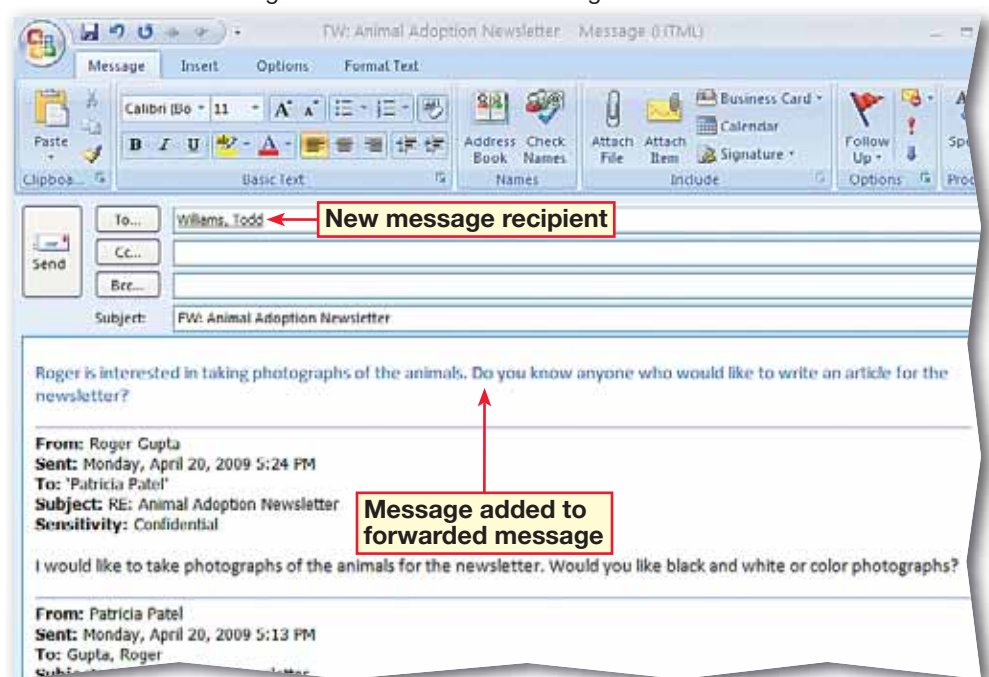 FW: Animal Adoption Newsletter Message (HTML)
Message Insert Options Format Text
Calibri (Bo 11
Business Card
Calendar
Signature
Paste
B I U
Address Book
Check Names
Attach File
Attach Item
Follow Up
Clipboa...
Basic Text
Names
Include
Options
To...
Williams, Todd
New message recipient
Send
Cc...
Bcc...
Subject:
FW: Animal Adoption Newsletter
Roger is interested in taking photographs of the animals. Do you know anyone who would like to write an article for the
newsletter?
From: Roger Gupta
Sent: Monday, April 20, 2009 5:24 PM
To: 'Patricia Patel'
Subject: RE: Animal Adoption Newsletter
Sensitivity: Confidential
Message added to
forwarded message
I would like to take photographs of the animals for the newsletter. Would you like black and white or color photographs?
From: Patricia Patel
Sent: Monday, April 20, 2009 5:13 PM
To: Gupta, Roger